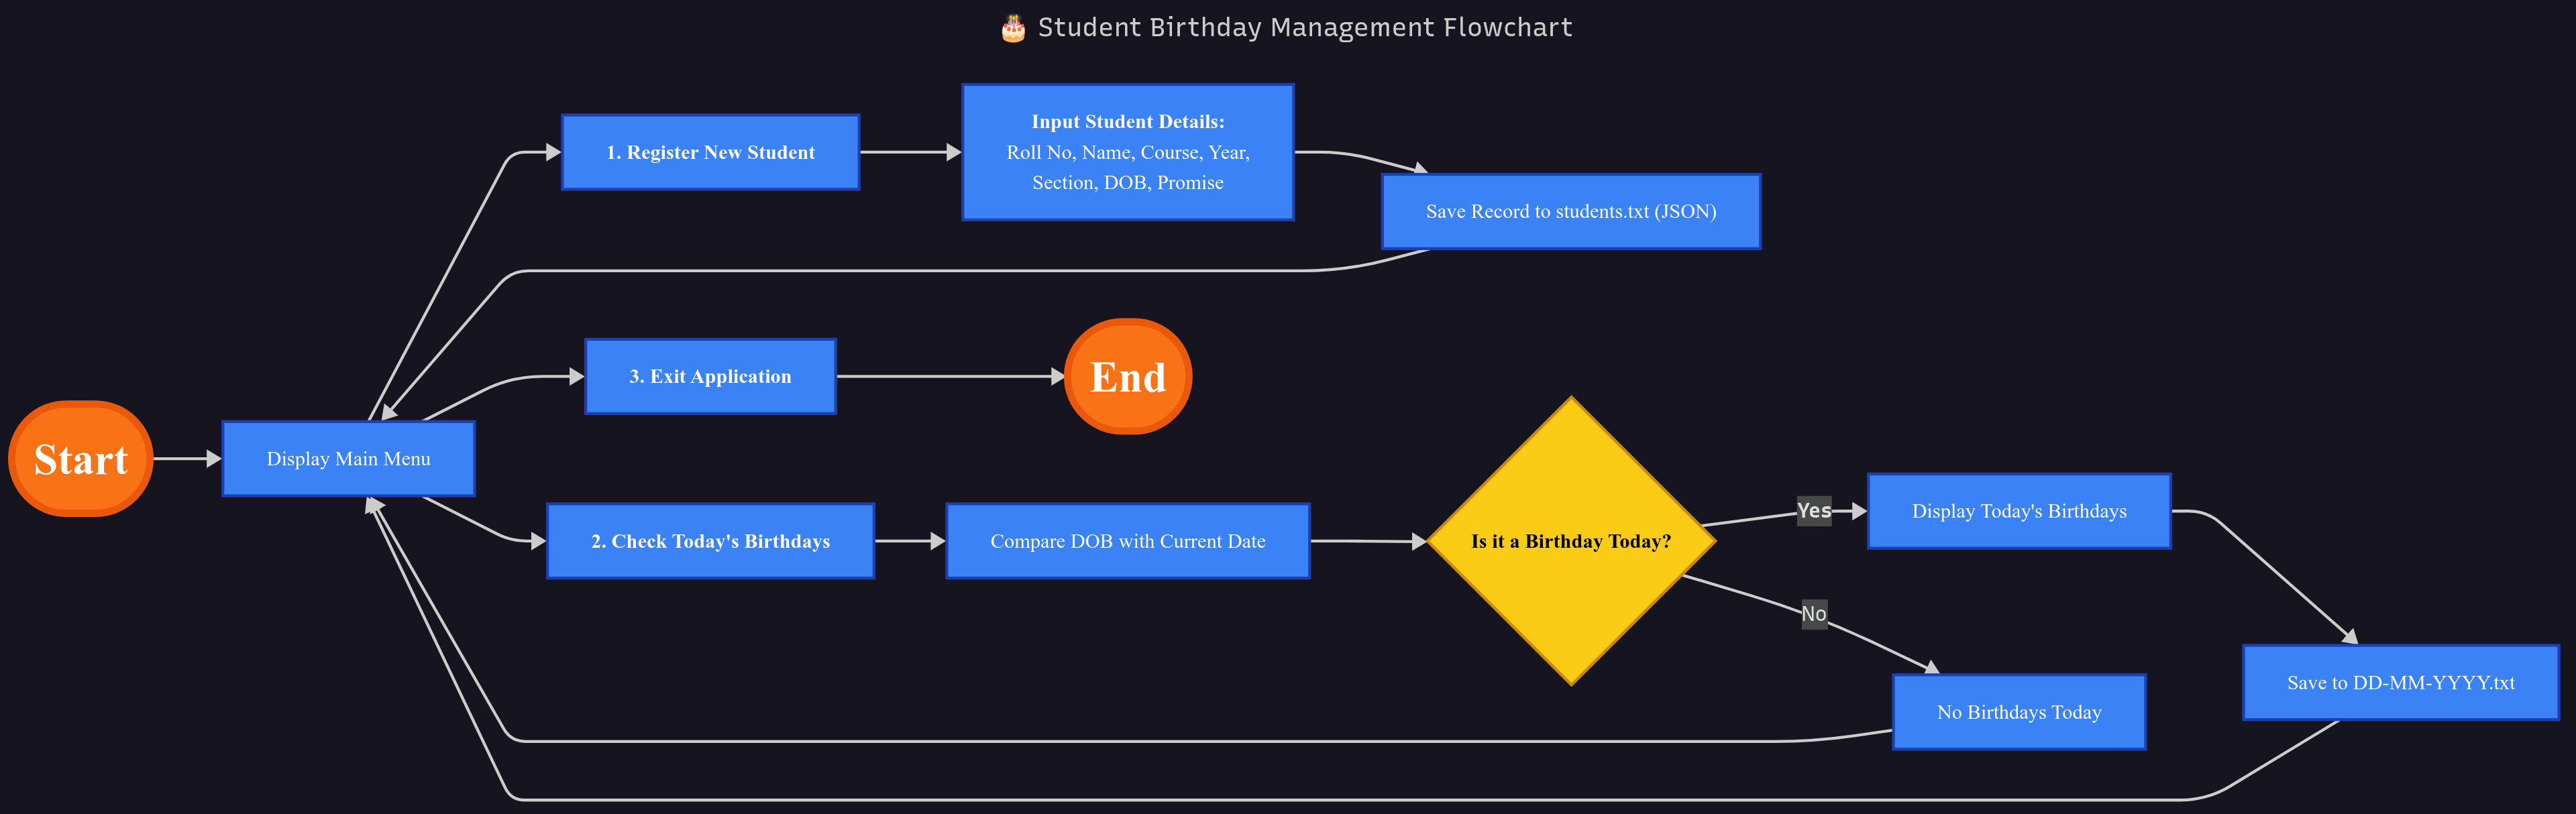 🎂 Student Birthday Management Flowchart
1. Register New Student
Input Student Details:
Roll No, Name, Course, Year,
Section, DOB, Promise
Save Record to students.txt (JSON)
3. Exit Application
End
Start
Display Main Menu
2. Check Today's Birthdays
Compare DOB with Current Date
Is it a Birthday Today?
Yes
Display Today's Birthdays
No
No Birthdays Today
Save to DD-MM-YYYY.txt